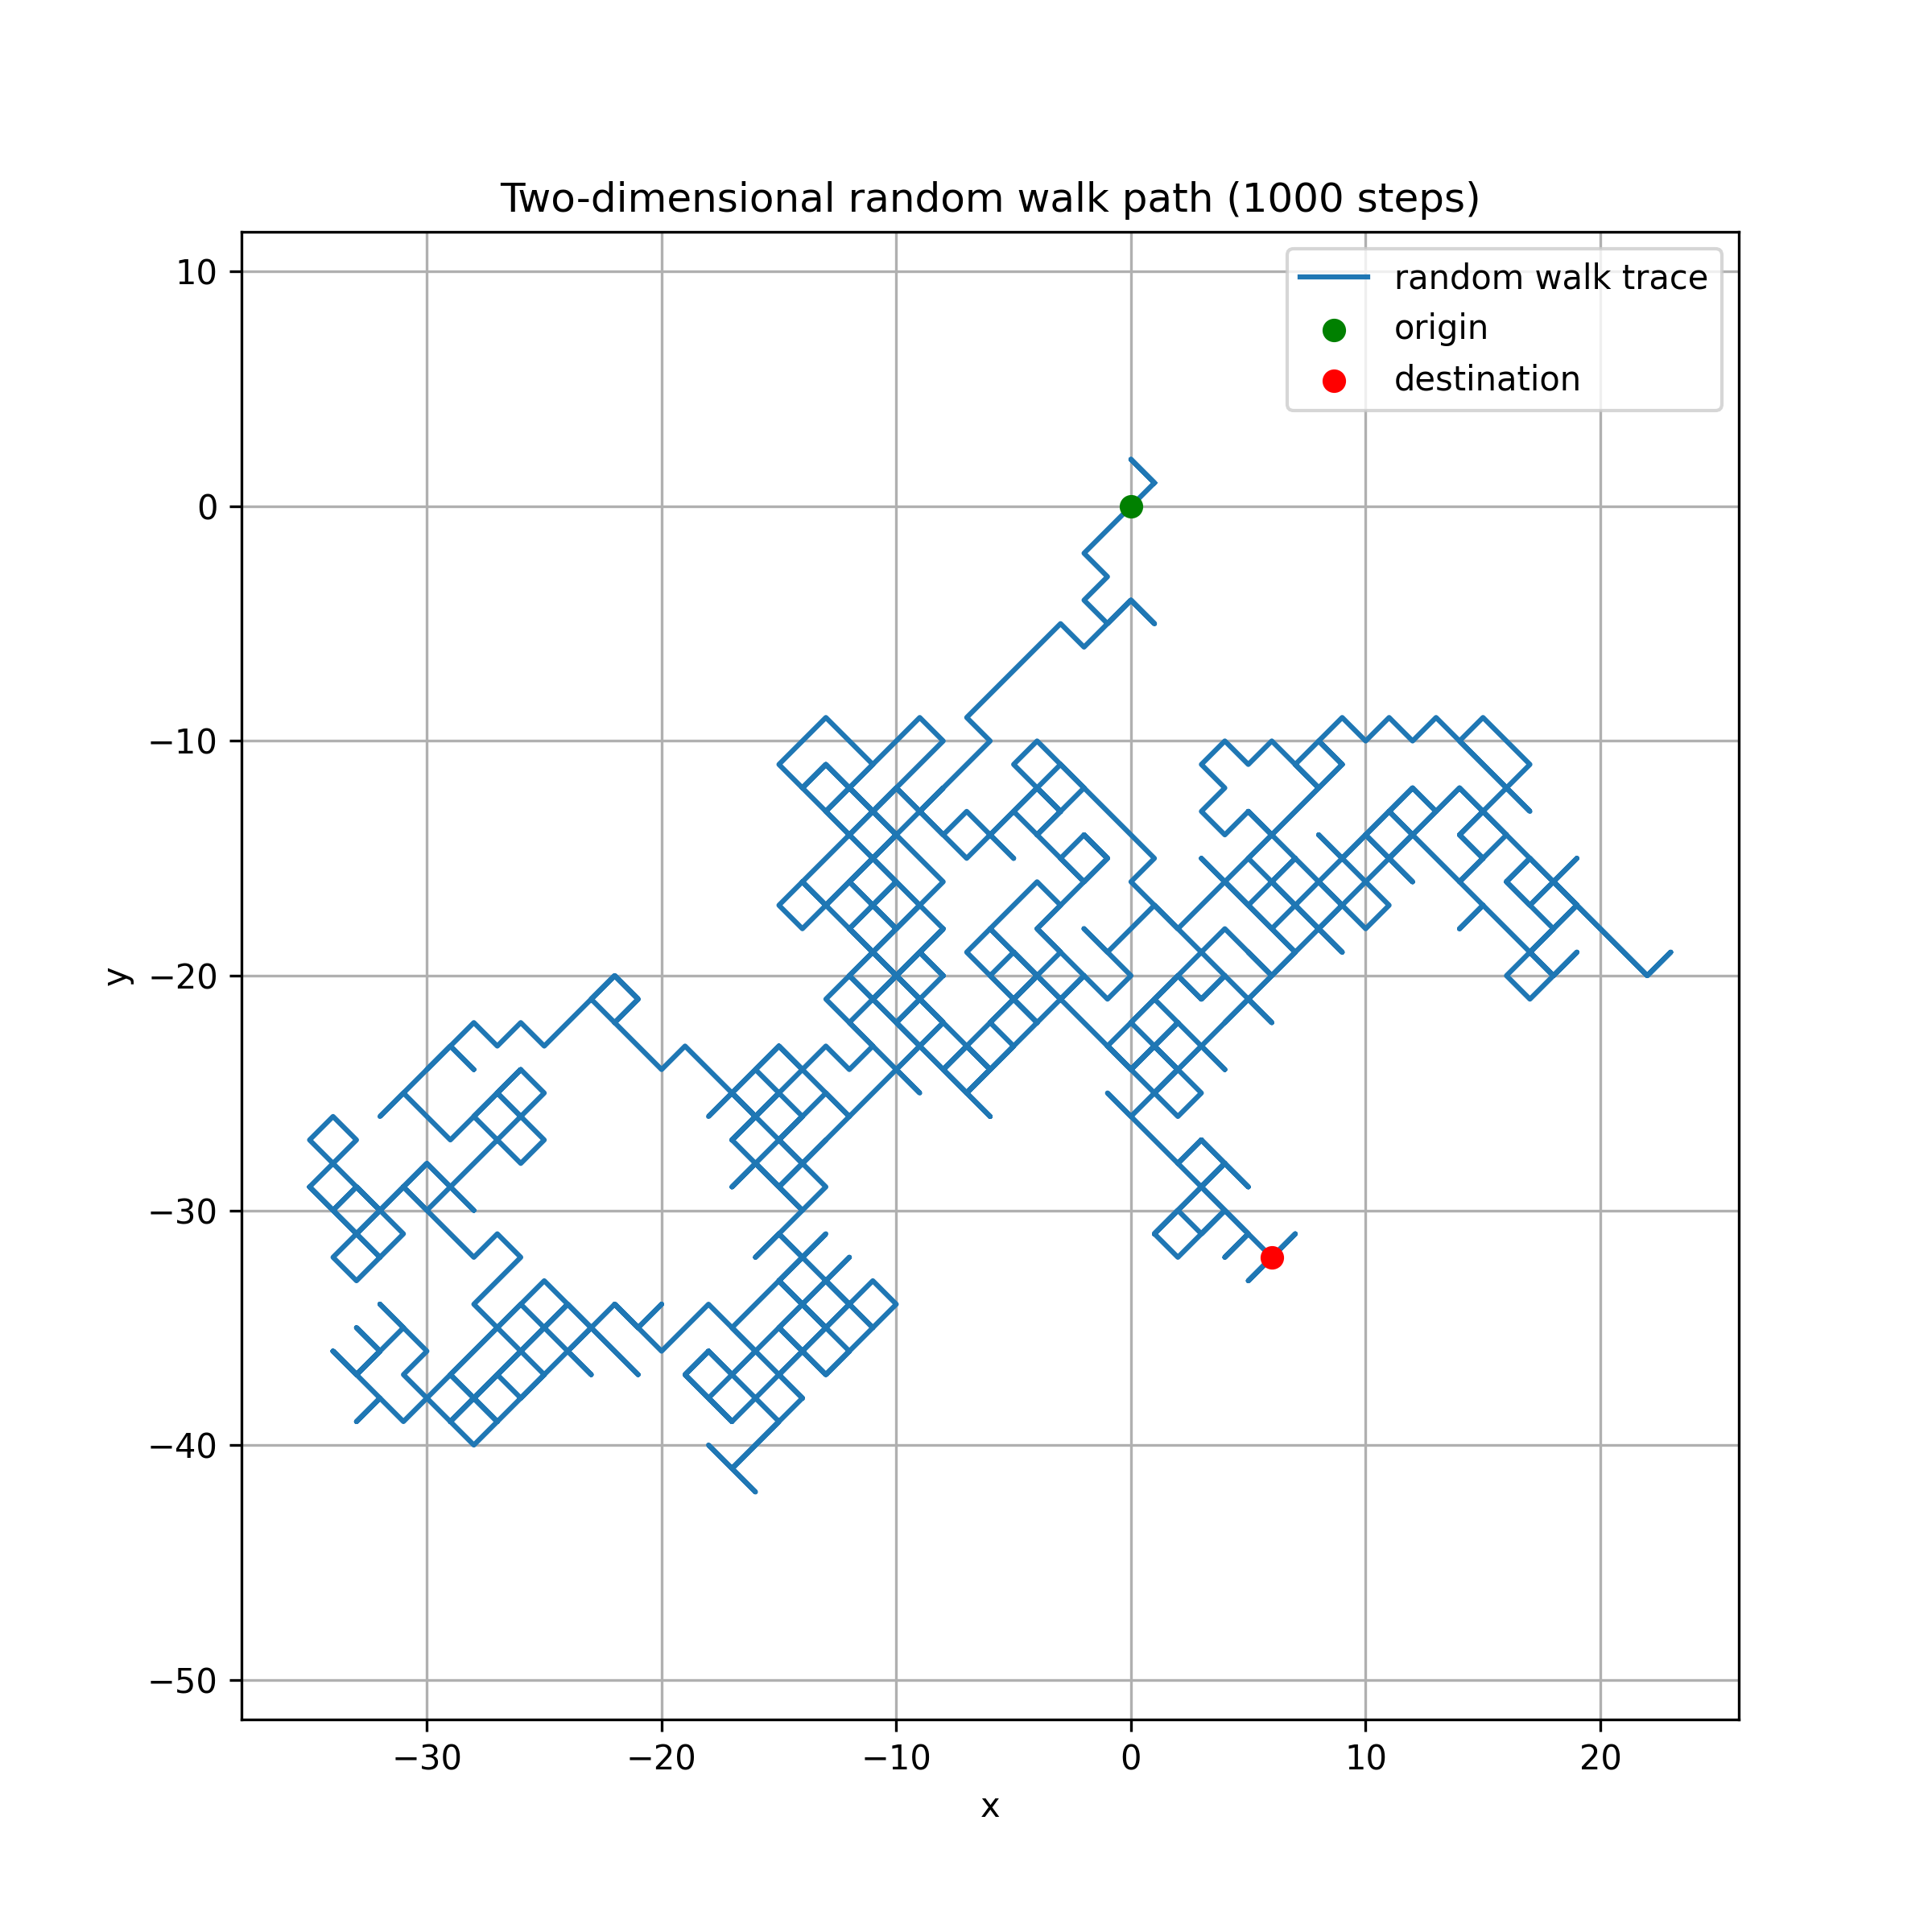 Two-dimensional random walk path (1000 steps)
random walk trace
origin
destination
10
0
−10
−20
−30
−40
−50
y
−30
−20
−10
0
10
20
x